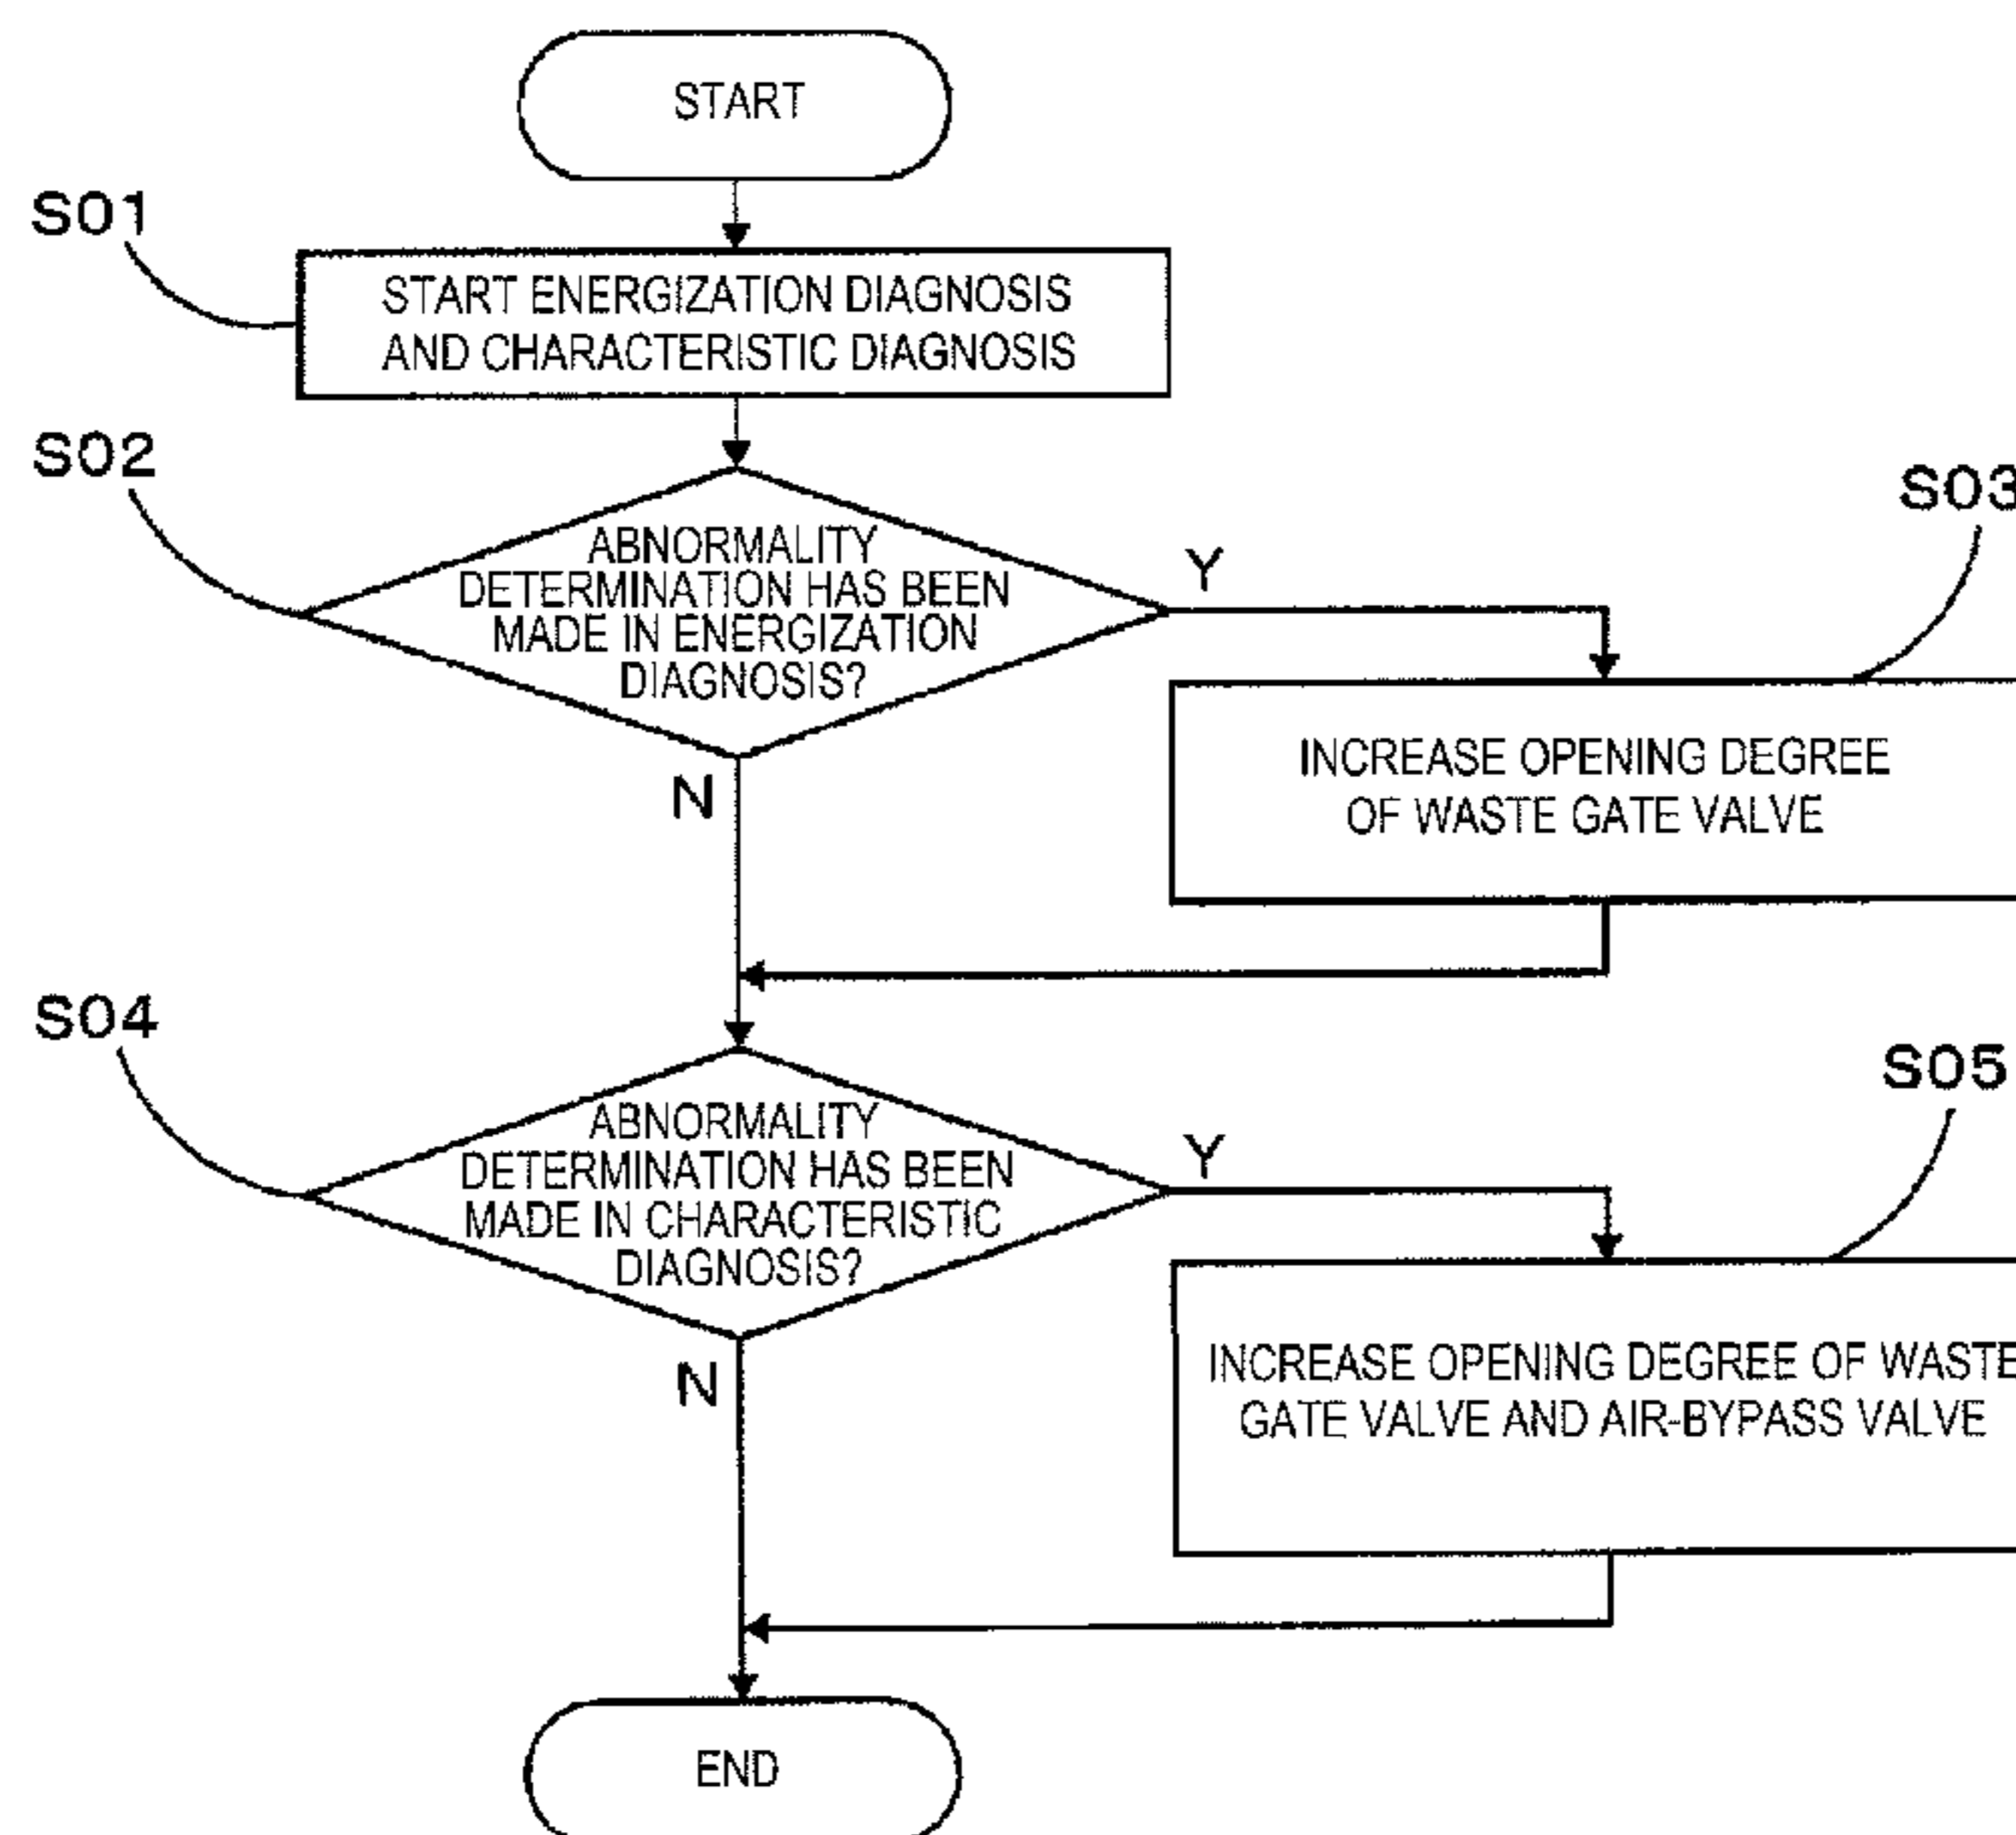 START
S01
START ENERGIZATION DIAGNOSIS
AND CHARACTERISTIC DIAGNOSIS
S02
ABNORMALITY
DETERMINATION HAS BEEN
MADE IN ENERGIZATION
DIAGNOSIS?
Y
N
S03
INCREASE OPENING DEGREE
OF WASTE GATE VALVE
S04
ABNORMALITY
DETERMINATION HAS BEEN
MADE IN CHARACTERISTIC
DIAGNOSIS?
Y
N
S05
INCREASE OPENING DEGREE OF WASTE
GATE VALVE AND AIR-BYPASS VALVE
END